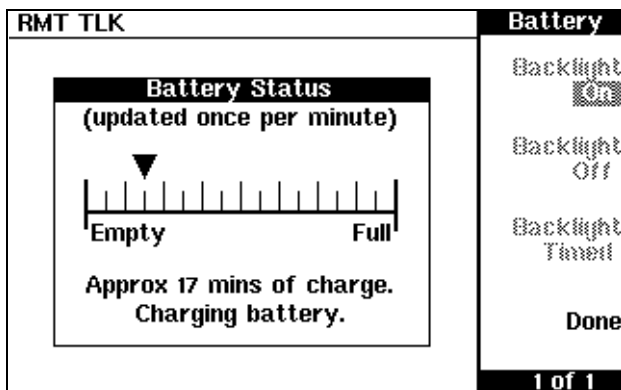 RMT TLK
Battery Status
(updated once per minute)
Empty Full
Approx 17 mins of charge.
Charging battery.
Battery
Backlight
On
Backlight
Off
Backlight
Timed
Done
1 of 1